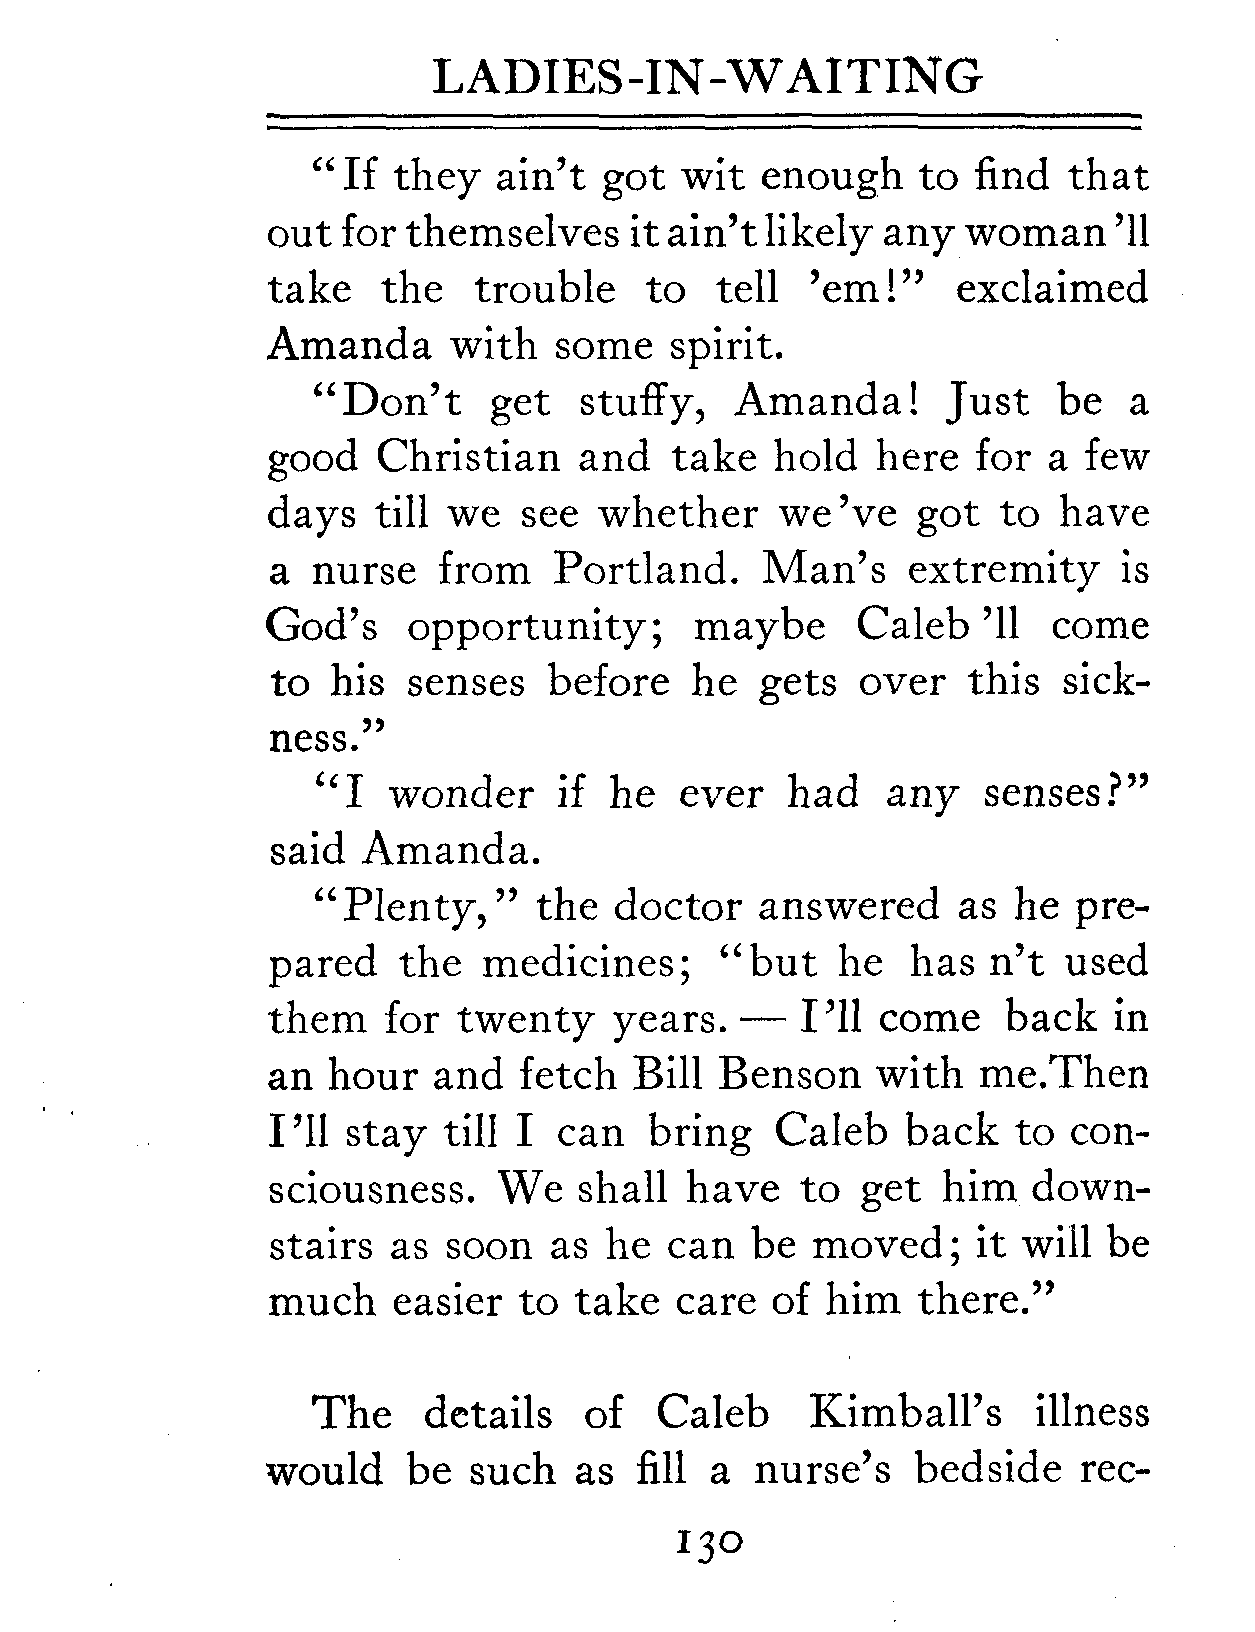 LADIES-IN-WAITING
"If they ain't got wit enough to find that
out for themselves it ain't likely any woman 'll
take the trouble to tell 'em!" exclaimed
Amanda with some spirit.
"Don't get stuffy, Amanda! Just be a
good Christian and take hold here for a few
days till we see whether we 've got to have
a nurse from Portland. Man's extremity is
God's opportunity; maybe Caleb 'll come
to his senses before he gets over this sick-
ness."
"I wonder if he ever had any senses?"
said Amanda.
"Plenty," the doctor answered as he pre-
pared the medicines; "but he has n't used
them for twenty years. — I 'll come back in
an hour and fetch Bill Benson with me.Then
I 'll stay till I can bring Caleb back to con-
sciousness. We shall have to get him down-
stairs as soon as he can be moved; it will be
much easier to take care of him there."
The details of Caleb Kimball's illness
would be such as fill a nurse's bedside rec-
130